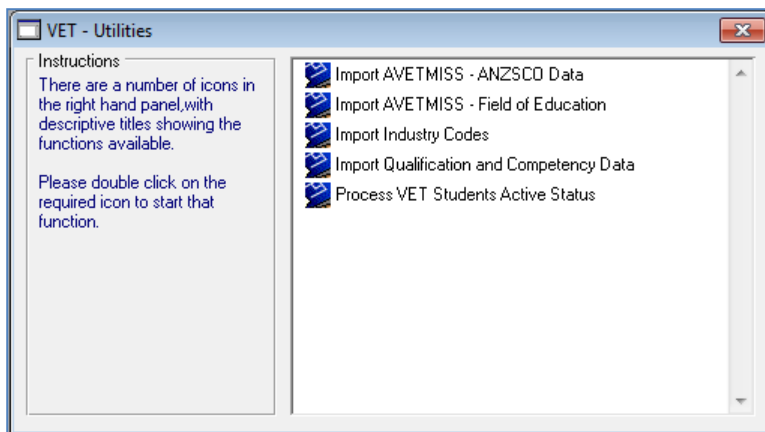 VET - Utilities
Instructions
There are a number of icons in
the right hand panel,with
descriptive titles showing the
functions available.
Please double click on the
required icon to start that
function.
Import AVETMISS - ANZSCO Data
Import AVETMISS - Field of Education
Import Industry Codes
Import Qualification and Competency Data
Process VET Students Active Status